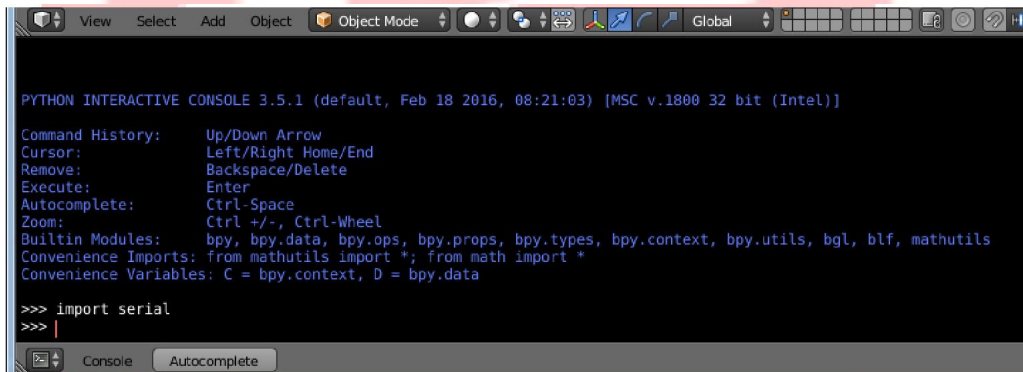 View Select Add Object Object Mode Global
PYTHON INTERACTIVE CONSOLE 3.5.1 (default, Feb 18 2016, 08:21:03) [MSC v.1800 32 bit (Intel)]
Command History: Up/Down Arrow
Cursor: Left/Right Home/End
Remove: Backspace/Delete
Execute: Enter
Autocomplete: Ctrl-Space
Zoom: Ctrl +/-, Ctrl-Wheel
Builtin Modules: bpy, bpy.data, bpy.ops, bpy.props, bpy.types, bpy.context, bpy.utils, bgl, blf, mathutils
Convenience Imports: from mathutils import *; from math import *
Convenience Variables: C = bpy.context, D = bpy.data
>>> import serial
>>>
Console Autocomplete